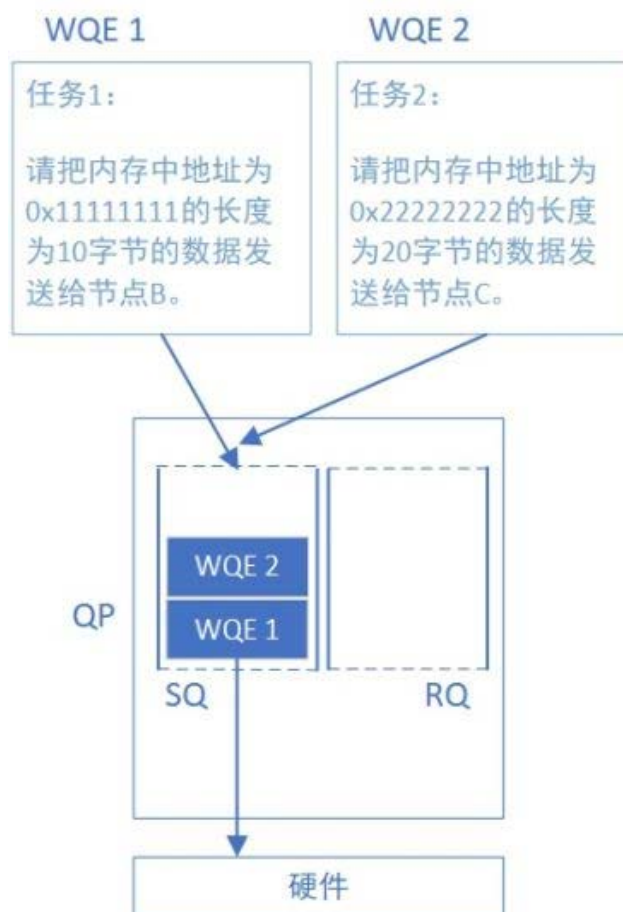 WQE 1
WQE 2
任务1：
请把内存中地址为
0x11111111的长度
为10字节的数据发
送给节点B。
任务2：
请把内存中地址为
0x22222222的长度
为20字节的数据发
送给节点C。
WQE 2
WQE 1
QP
SQ
RQ
硬件